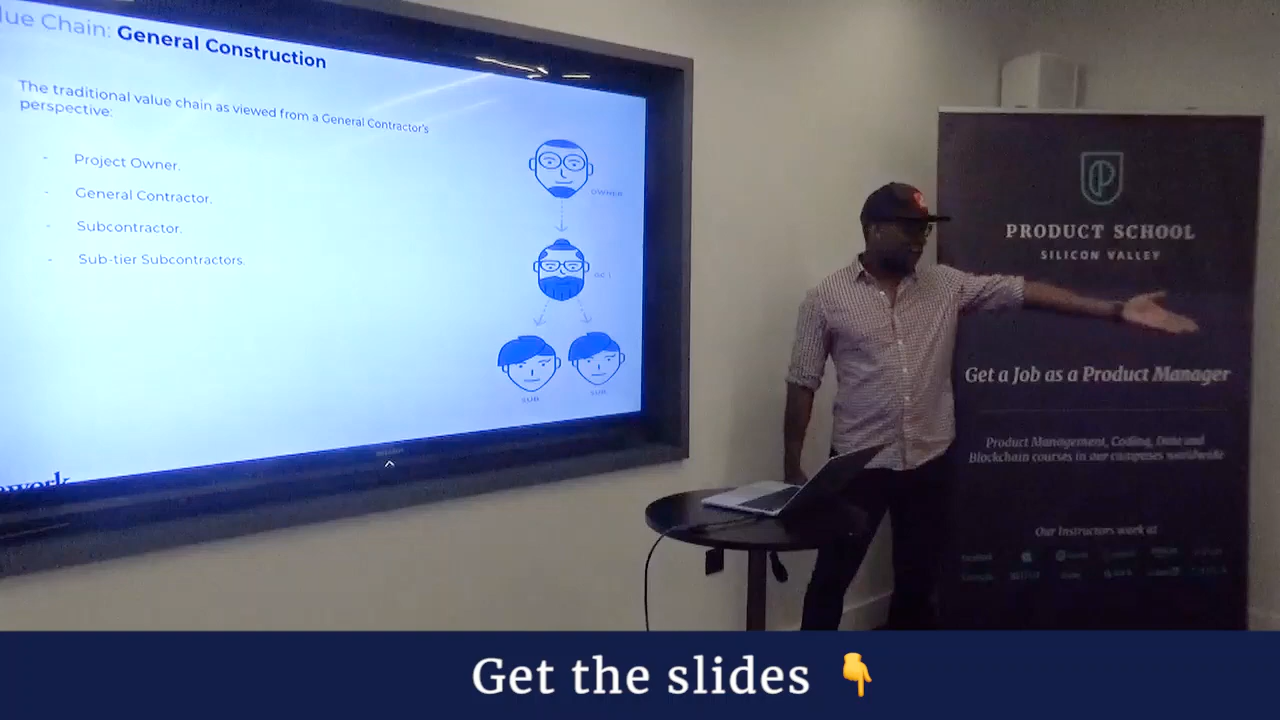 lue Chain: General Construction
The traditional value chain as viewed from a General Contractor's
perspective:
- Project Owner.
- General Contractor.
- Subcontractor.
- Sub-tier Subcontractors.
OWNER
GC
SUB
SUB
work
PRODUCT SCHOOL
SILICON VALLEY
Get a Job as a Product Manager
Product Management, Coding, Data and
Blockchain courses in our campuses worldwide
Our Instructors work at
Get the slides 👇